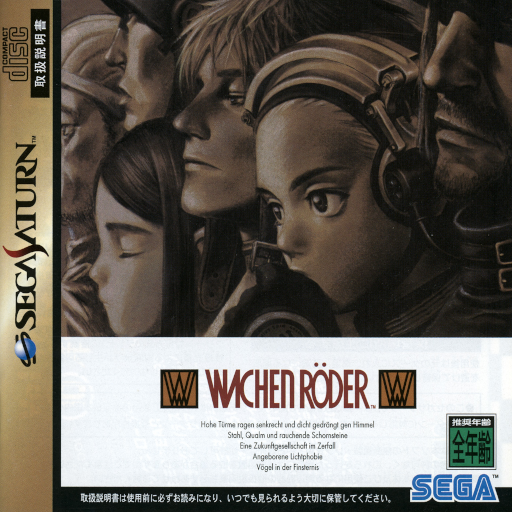 COMPACT
disc
取扱説明書
SEGA SATURN™
WACHEN RÖDER™
Hohe Türme ragen senkrecht und dicht gedrängt gen Himmel
Stahl, Qualm und rauchende Schornsteine
Eine Zukunftgesellschaft im Zerfall
Angeborene Lichtphobie
Vögel in der Finsternis
推奨年齢
全年齢
SEGA™
取扱説明書は使用前に必ずお読みになり、いつでも見られるよう大切に保管してください。